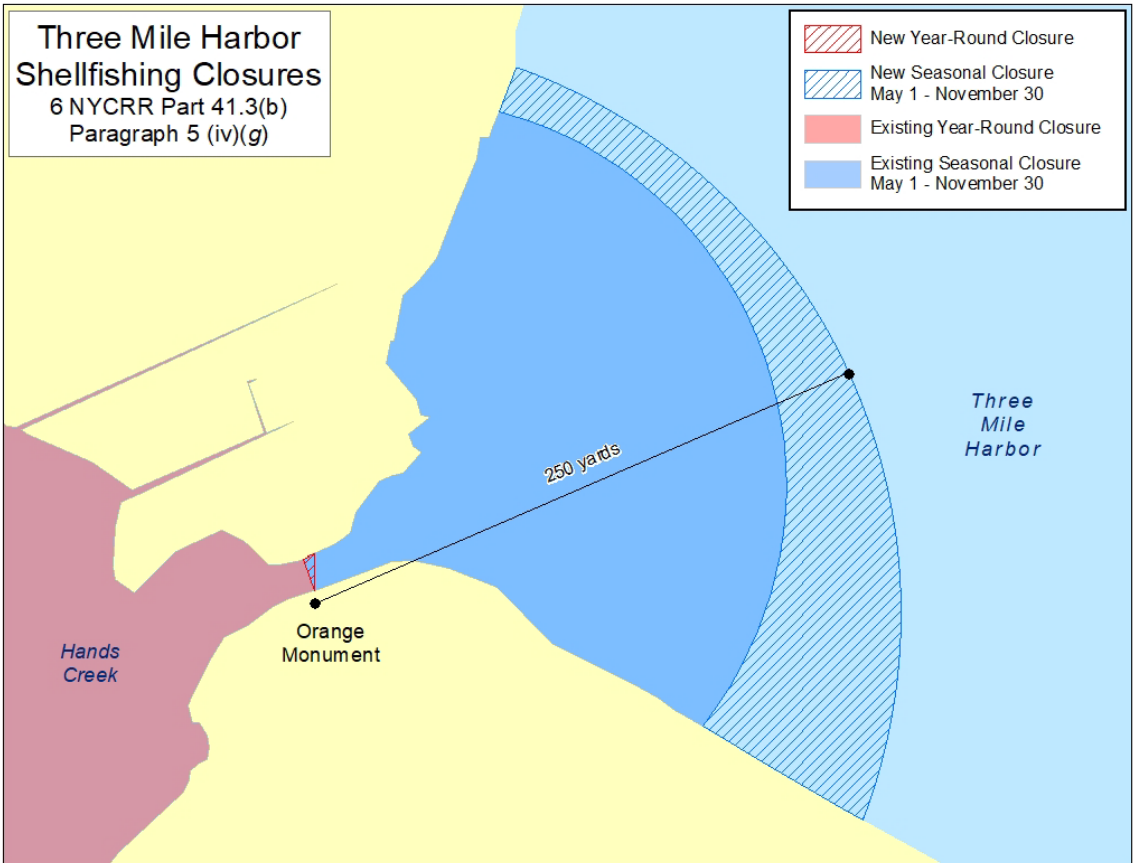 Three Mile Harbor
Shellfishing Closures
6 NYCRR Part 41.3(b)
Paragraph 5 (iv)(g)
New Year-Round Closure
New Seasonal Closure
May 1 - November 30
Existing Year-Round Closure
Existing Seasonal Closure
May 1 - November 30
Three
Mile
Harbor
250 yards
Orange
Monument
Hands
Creek